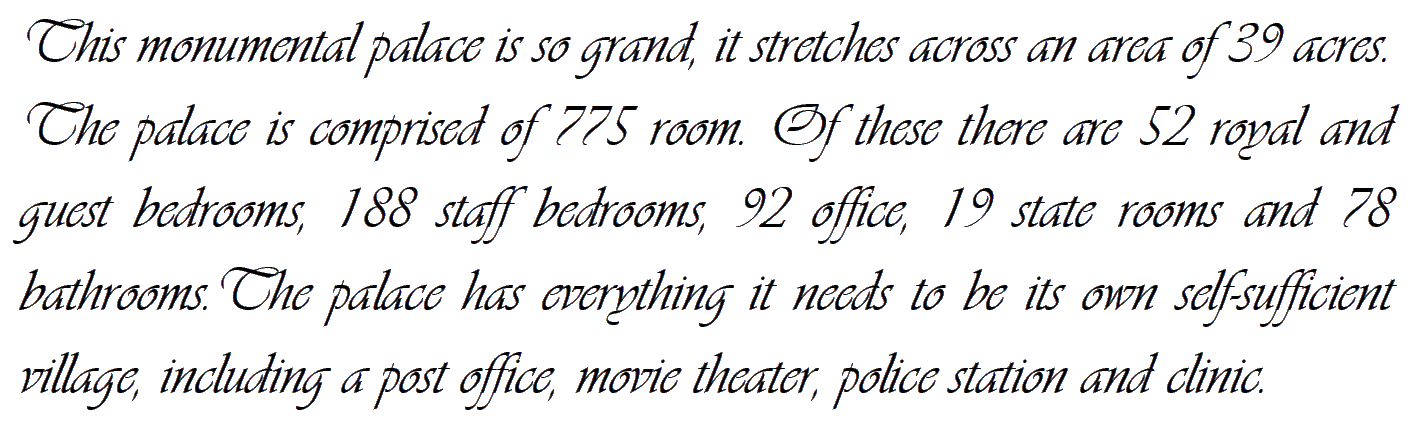 This monumental palace is so grand, it stretches across an area of 39 acres.
The palace is comprised of 775 room. Of these there are 52 royal and
guest bedrooms, 188 staff bedrooms, 92 office, 19 state rooms and 78
bathrooms. The palace has everything it needs to be its own self-sufficient
village, including a post office, movie theater, police station and clinic.